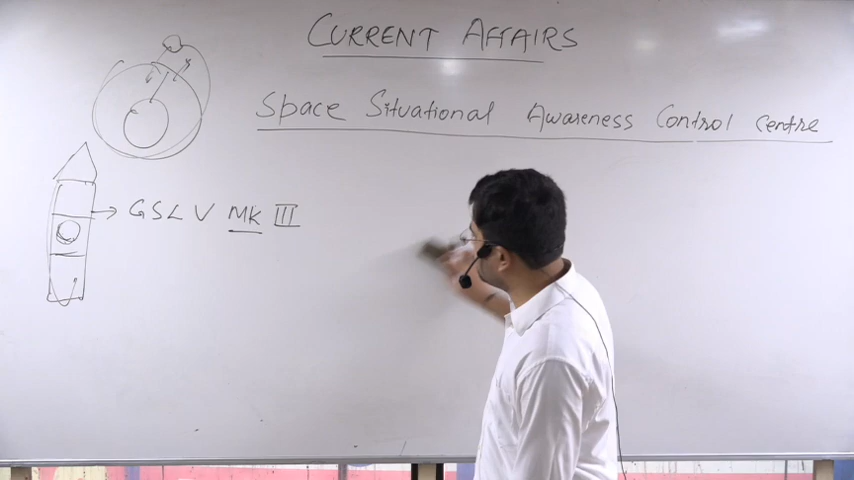 CURRENT AFFAIRS
Space Situational Awareness Control Centre
GSLV MK III